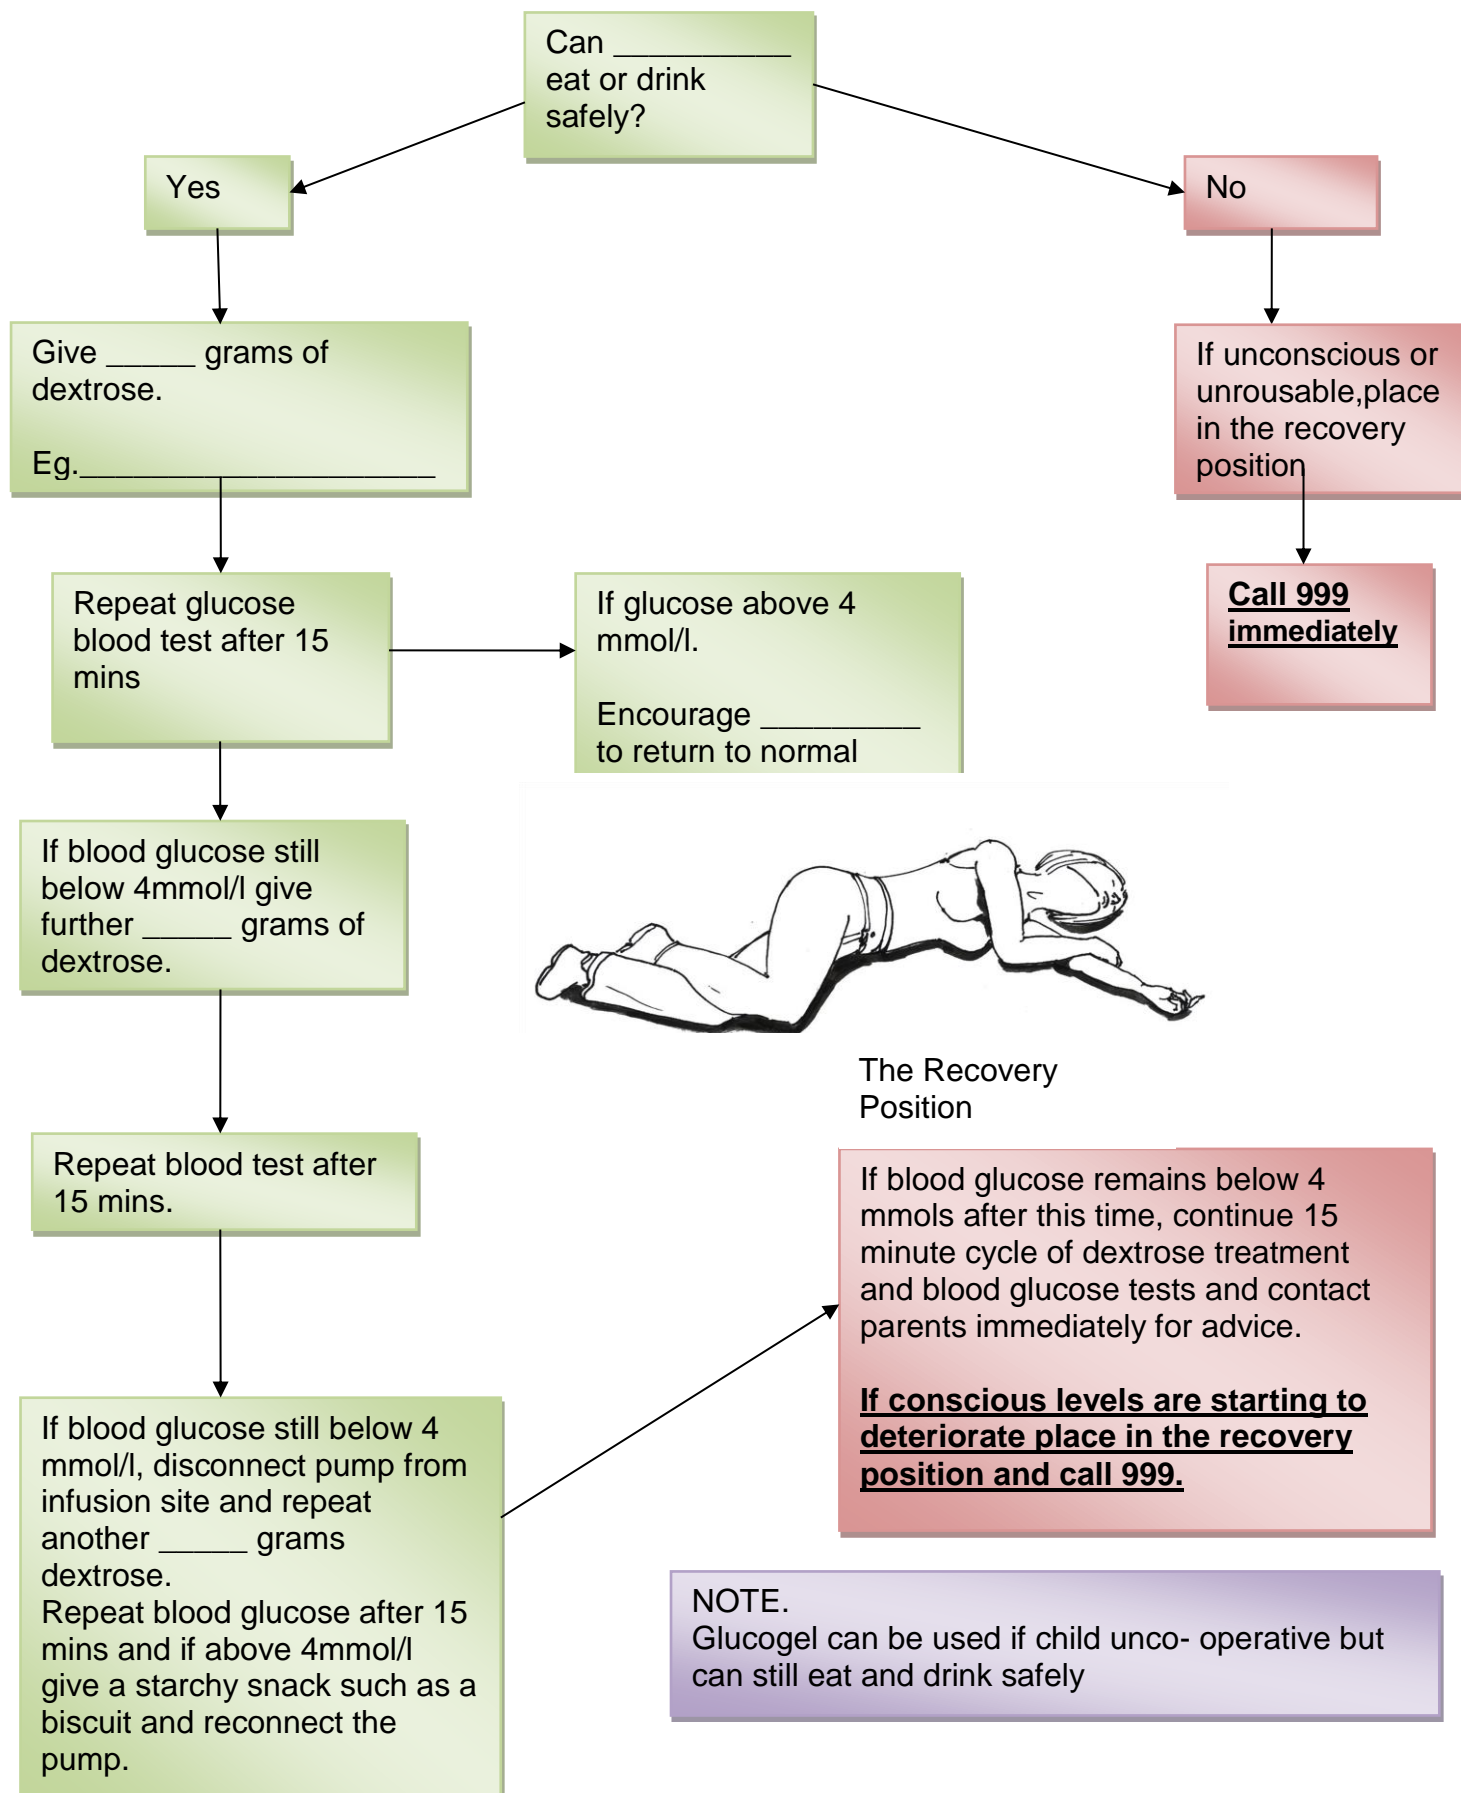 Can __________
eat or drink
safely?
Yes
No
Give _____ grams of
dextrose.
Eg.____________________
If unconscious or
unrousable,place
in the recovery
position
Repeat glucose
blood test after 15
mins
If glucose above 4
mmol/l.
Encourage _________
to return to normal
Call 999
immediately
If blood glucose still
below 4mmol/l give
further _____ grams of
dextrose.
The Recovery
Position
Repeat blood test after
15 mins.
If blood glucose remains below 4
mmols after this time, continue 15
minute cycle of dextrose treatment
and blood glucose tests and contact
parents immediately for advice.
If conscious levels are starting to
deteriorate place in the recovery
position and call 999.
If blood glucose still below 4
mmol/l, disconnect pump from
infusion site and repeat
another _____ grams
dextrose.
Repeat blood glucose after 15
mins and if above 4mmol/l
give a starchy snack such as a
biscuit and reconnect the
pump.
NOTE.
Glucogel can be used if child unco- operative but
can still eat and drink safely